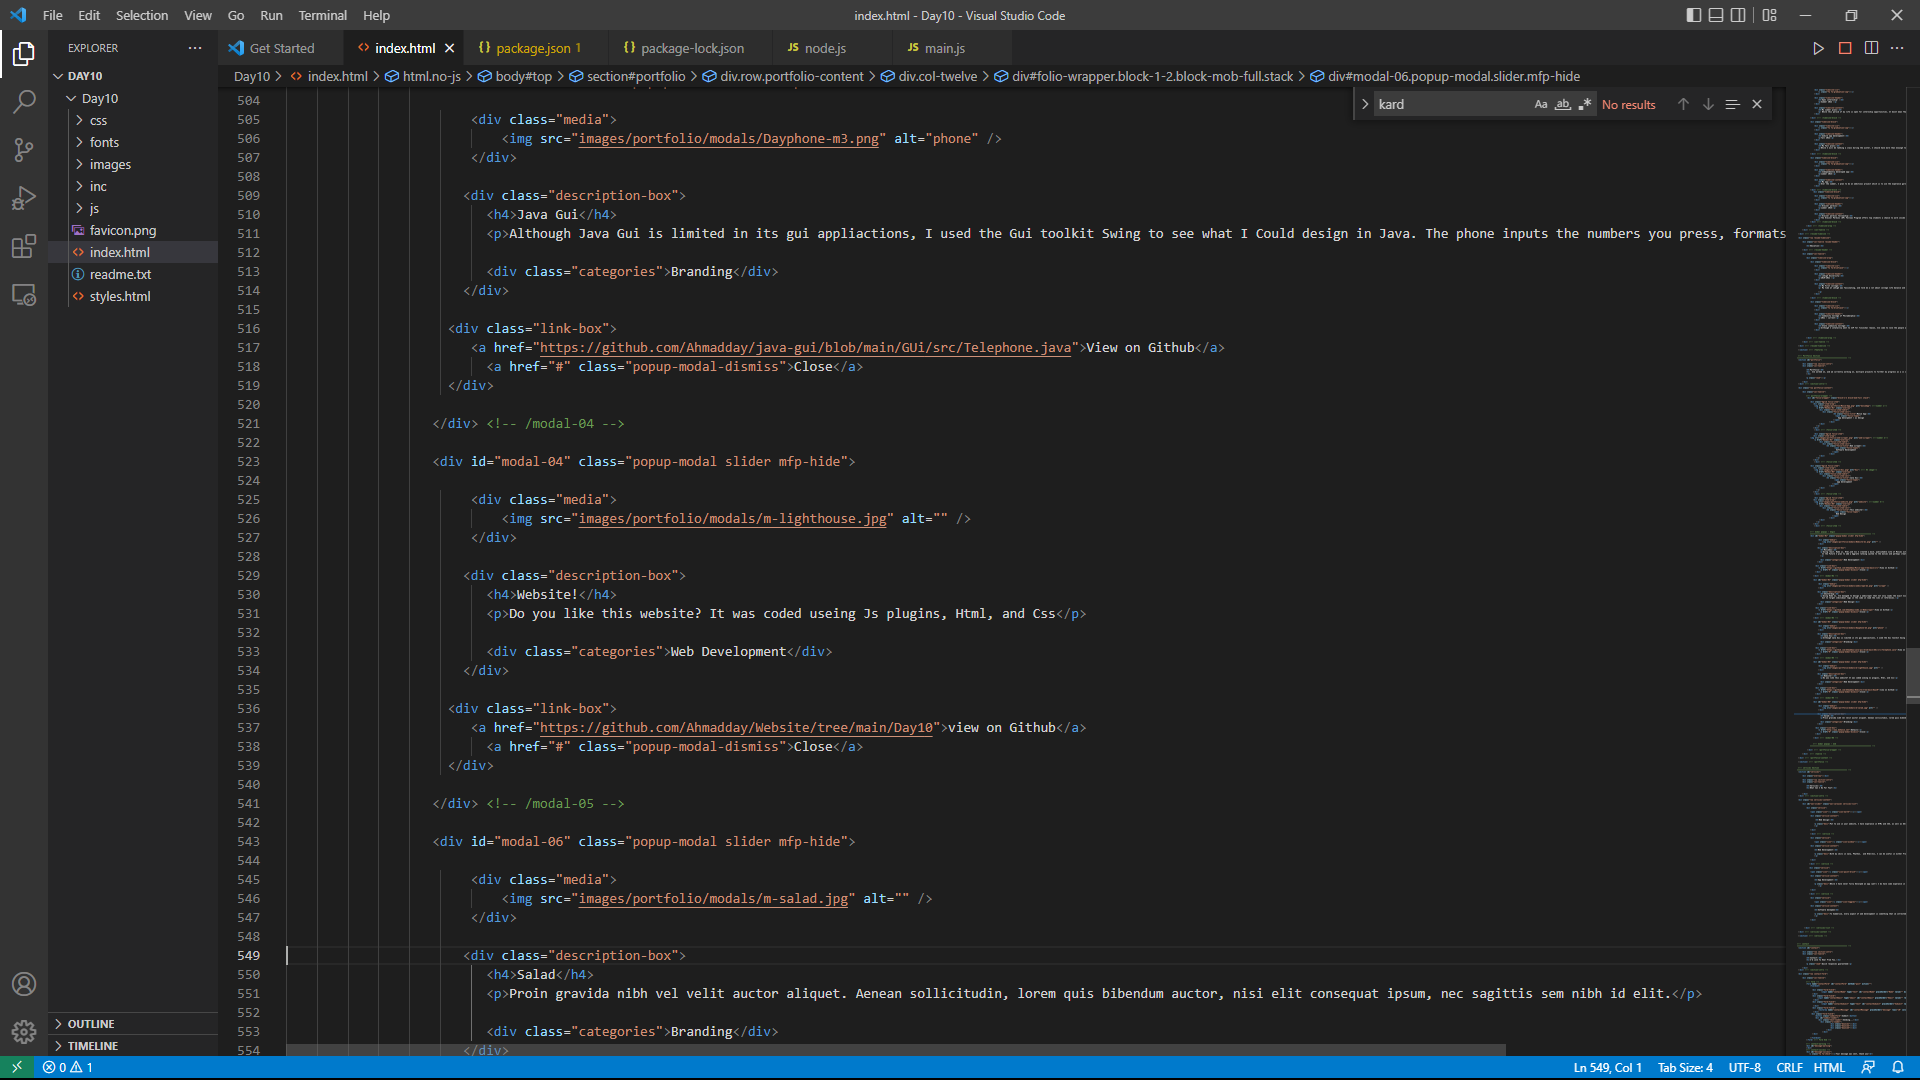 File Edit Selection View Go Run Terminal Help
index.html - Day10 - Visual Studio Code
EXPLORER
Get Started
index.html
package.json 1
package-lock.json
JS node.js
JS main.js
DAY10
Day10
css
fonts
images
inc
js
favicon.png
index.html
readme.txt
styles.html
OUTLINE
TIMELINE
Day10 > index.html > html.no-js > body#top > section#portfolio > div.row.portfolio-content > div.col-twelve > div#folio-wrapper.block-1-2.block-mob-full.stack > div#modal-06.popup-modal.slider.mfp-hide
kard
Aa ab .*
No results
504
505 <div class="media">
506 <img src="images/portfolio/modals/Dayphone-m3.png" alt="phone" />
507 </div>
508
509 <div class="description-box">
510 <h4>Java Gui</h4>
511 <p>Although Java Gui is limited in its gui appliactions, I used the Gui toolkit Swing to see what I Could design in Java. The phone inputs the numbers you press, formats
512
513 <div class="categories">Branding</div>
514 </div>
515
516 <div class="link-box">
517 <a href="https://github.com/Ahmadday/java-gui/blob/main/GUi/src/Telephone.java">View on Github</a>
518 <a href="#" class="popup-modal-dismiss">Close</a>
519 </div>
520
521 </div> <!-- /modal-04 -->
522
523 <div id="modal-04" class="popup-modal slider mfp-hide">
524
525 <div class="media">
526 <img src="images/portfolio/modals/m-lighthouse.jpg" alt="" />
527 </div>
528
529 <div class="description-box">
530 <h4>Website!</h4>
531 <p>Do you like this website? It was coded useing Js plugins, Html, and Css</p>
532
533 <div class="categories">Web Development</div>
534 </div>
535
536 <div class="link-box">
537 <a href="https://github.com/Ahmadday/Website/tree/main/Day10">view on Github</a>
538 <a href="#" class="popup-modal-dismiss">Close</a>
539 </div>
540
541 </div> <!-- /modal-05 -->
542
543 <div id="modal-06" class="popup-modal slider mfp-hide">
544
545 <div class="media">
546 <img src="images/portfolio/modals/m-salad.jpg" alt="" />
547 </div>
548
549 <div class="description-box">
550 <h4>Salad</h4>
551 <p>Proin gravida nibh vel velit auctor aliquet. Aenean sollicitudin, lorem quis bibendum auctor, nisi elit consequat ipsum, nec sagittis sem nibh id elit.</p>
552
553 <div class="categories">Branding</div>
554 </div>
0 1
Ln 549, Col 1 Tab Size: 4 UTF-8 CRLF HTML